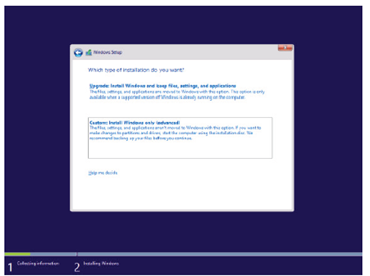 Windows Setup
Which type of installation do you want?
Upgrade: Install Windows and keep files, settings, and applications
The files, settings, and applications are moved to Windows with this option. This option is only
available when a supported version of Windows is already running on the computer.
Custom: Install Windows only (advanced)
The files, settings, and applications aren't moved to Windows with this option. If you want to
make changes to partitions and drives, start the computer using the installation disc. We
recommend backing up your files before you continue.
Help me decide
1 Collecting information
2 Installing Windows